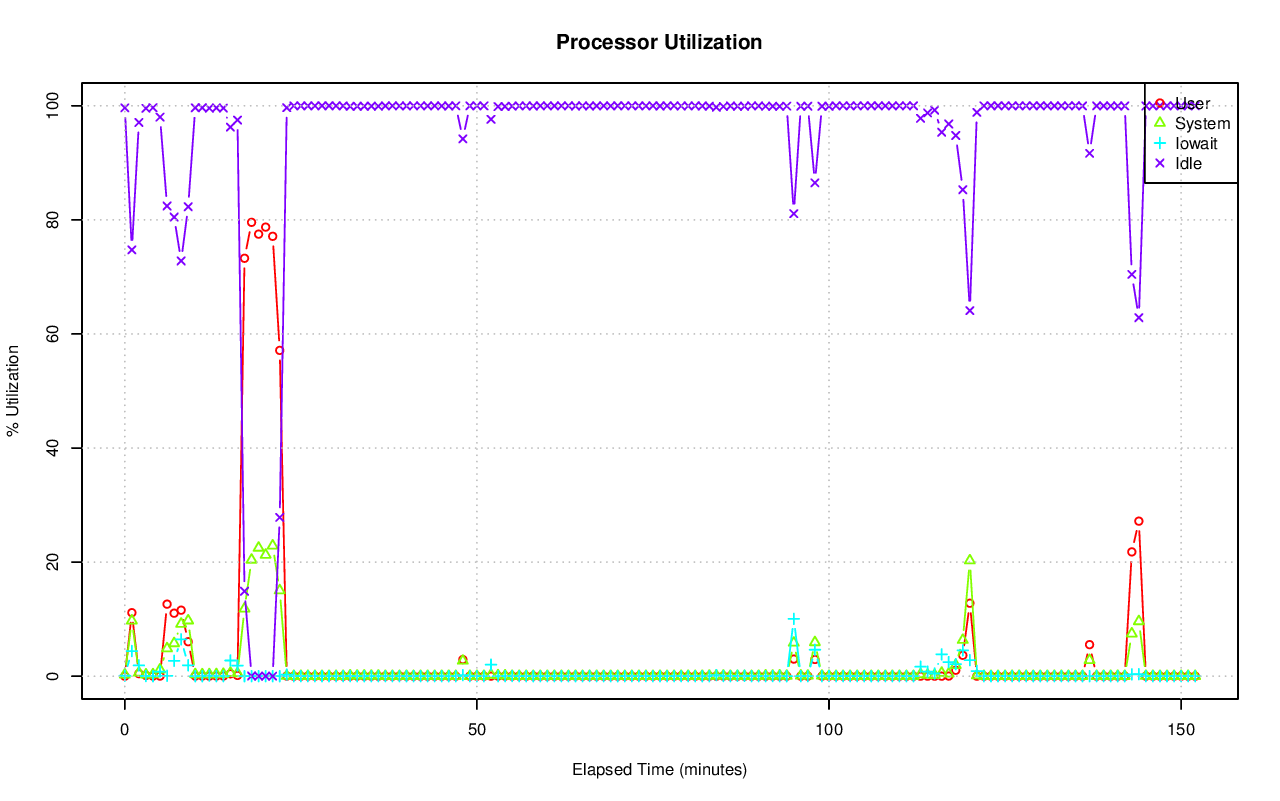 Processor Utilization
% Utilization
100
80
60
40
20
0
User
System
Iowait
Idle
0 50 100 150
Elapsed Time (minutes)